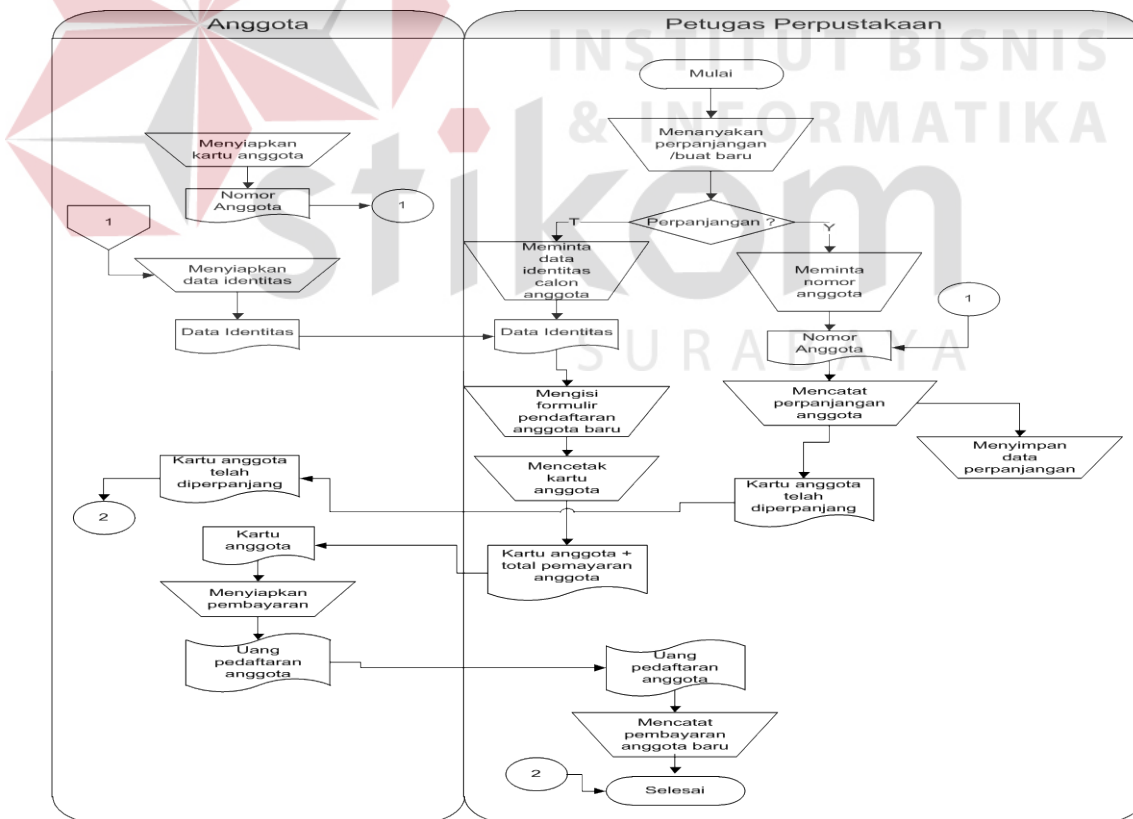 Anggota
Petugas Perpustakaan
INSTITUT BISNIS
& INFORMATIKA
stikom
SURABAYA
Mulai
Menanyakan
perpanjangan
/buat baru
Menyiapkan
kartu anggota
Nomor
Anggota
1
1
Perpanjangan ?
T
Y
Menyiapkan
data identitas
Meminta
data
identitas
calon
anggota
Meminta
nomor
anggota
1
Data Identitas
Data Identitas
Nomor
Anggota
Mengisi
formulir
pendaftaran
anggota baru
Mencatat
perpanjangan
anggota
Menyimpan
data
perpanjangan
Mencetak
kartu
anggota
Kartu anggota
telah
diperpanjang
Kartu anggota
telah
diperpanjang
2
Kartu
anggota
Kartu anggota +
total pemayaran
anggota
Menyiapkan
pembayaran
Uang
pedaftaran
anggota
Uang
pedaftaran
anggota
Mencatat
pembayaran
anggota baru
2
Selesai